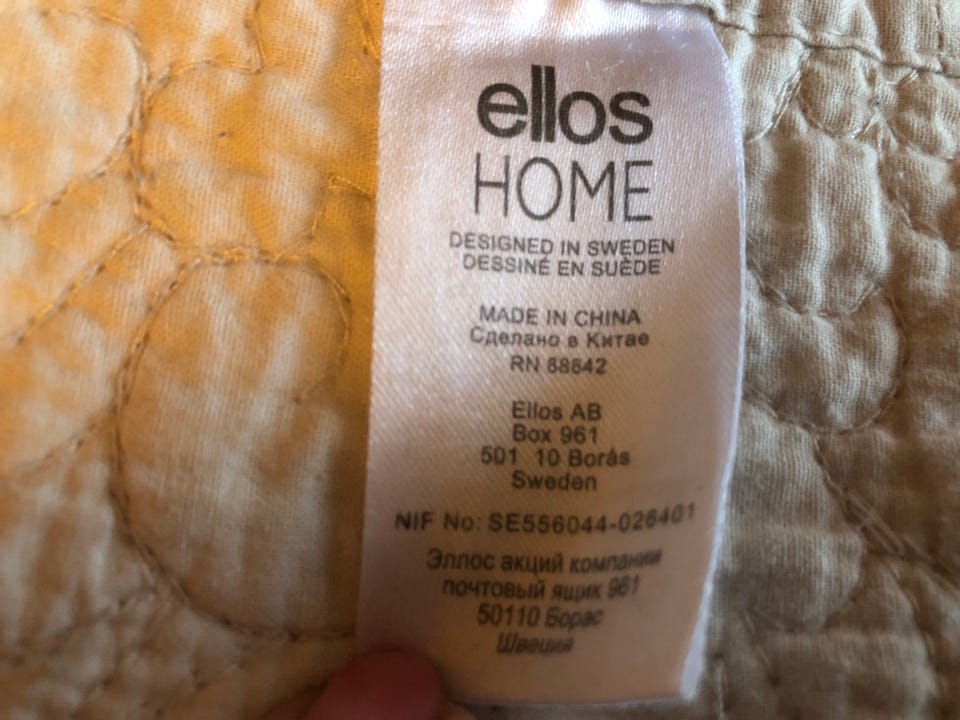 ellos
HOME
DESIGNED IN SWEDEN
DESSINÉ EN SUÈDE
MADE IN CHINA
Сделано в Китае
RN 88842
Ellos AB
Box 961
501 10 Borås
Sweden
NIF No: SE556044-026401
Эллос акций компании
почтовый ящик 961
50110 Борас
Швеция